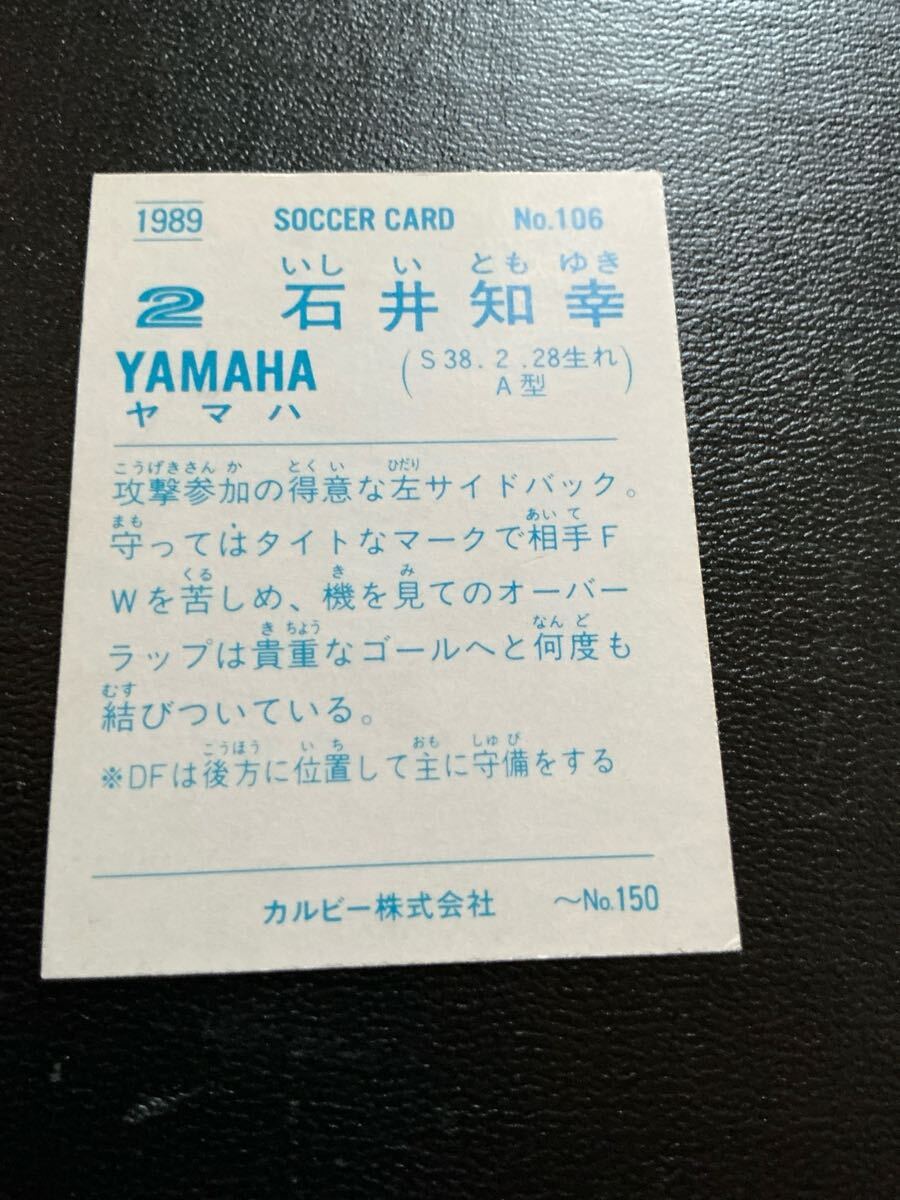 1989 SOCCER CARD No.106
いし い とも ゆき
2 石井知幸
YAMAHA (S38.2.28生れ
ヤマハ A型)
こうげきさんか とくい ひだり
攻撃参加の得意な左サイドバック。
まも あいて
守ってはタイトなマークで相手F
くる き み
Wを苦しめ、機を見てのオーバー
きちょう なんど
ラップは貴重なゴールへと何度も
むす
結びついている。
こうほう いち おも しゅび
※DFは後方に位置して主に守備をする
カルビー株式会社 〜No.150